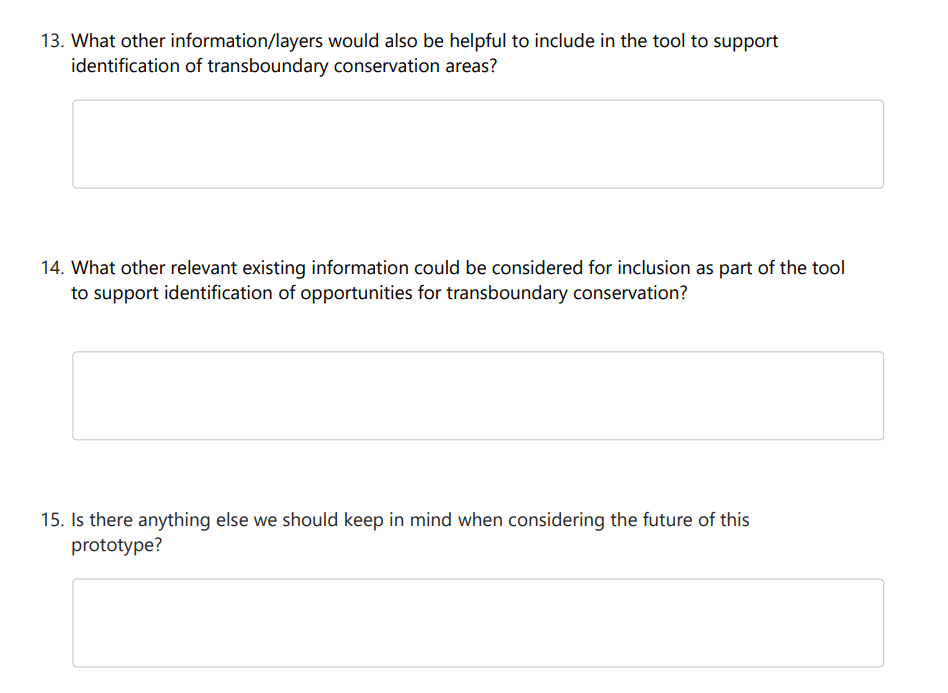 13. What other information/layers would also be helpful to include in the tool to support
identification of transboundary conservation areas?
14. What other relevant existing information could be considered for inclusion as part of the tool
to support identification of opportunities for transboundary conservation?
15. Is there anything else we should keep in mind when considering the future of this
prototype?